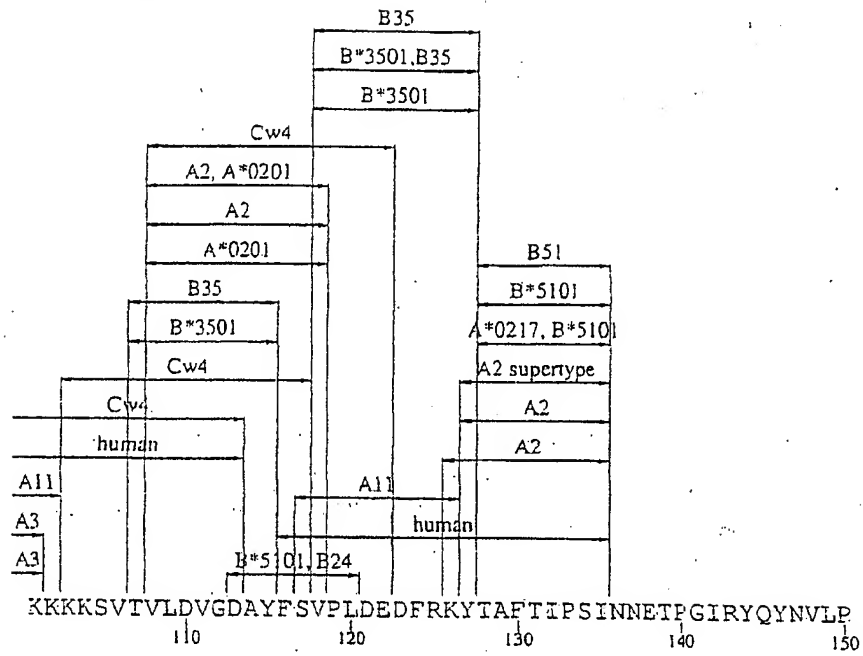 B35
B*3501,B35
B*3501
Cw4
A2, A*0201
A2
A*0201
B51
B35
B*5101
B*3501
A*0217, B*5101
Cw4
A2 supertype
Cw4
A2
human
A2
A11
A11
A3
human
A3
B*5101, B24
KKKKSVTVLDVGDAYFSVPLDEDFRKYTAFTIPSINNETPGIRYQYNVLP
110
120
130
140
150